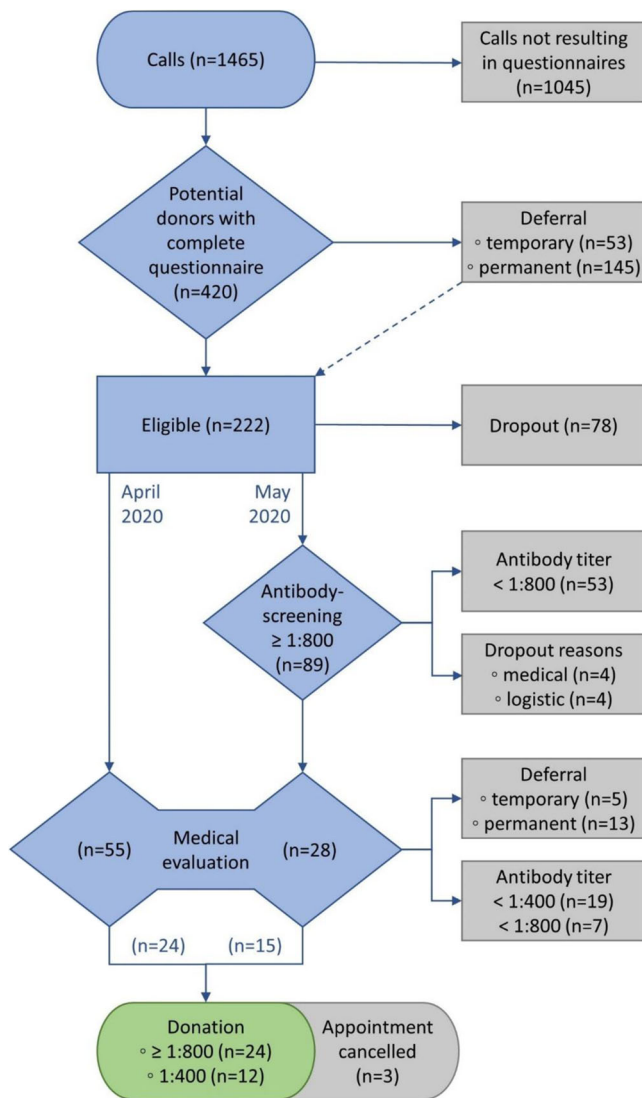 Calls (n=1465)
Calls not resulting
in questionnaires
(n=1045)
Potential
donors with
complete
questionnaire
(n=420)
Deferral
◦ temporary (n=53)
◦ permanent (n=145)
Eligible (n=222)
Dropout (n=78)
April
2020
May
2020
Antibody-
screening
≥ 1:800
(n=89)
Antibody titer
< 1:800 (n=53)
Dropout reasons
◦ medical (n=4)
◦ logistic (n=4)
(n=55)
Medical
evaluation
(n=28)
Deferral
◦ temporary (n=5)
◦ permanent (n=13)
Antibody titer
< 1:400 (n=19)
< 1:800 (n=7)
(n=24)
(n=15)
Donation
◦ ≥ 1:800 (n=24)
◦ 1:400 (n=12)
Appointment
cancelled
(n=3)